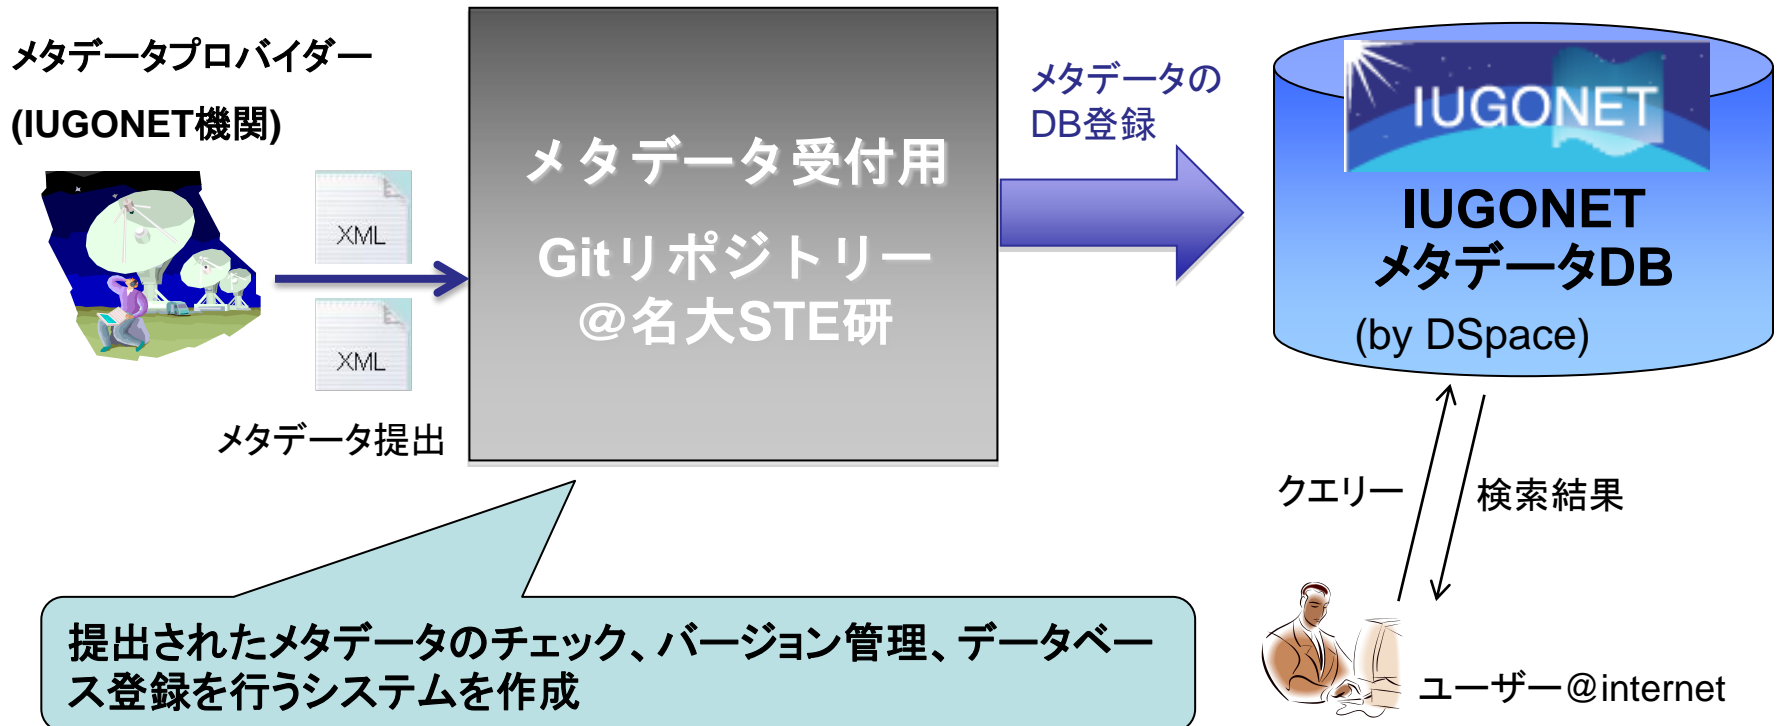 メタデータプロバイダー
(IUGONET機関)
XML
XML
メタデータ提出
メタデータ受付用
Gitリポジトリー
＠名大STE研
メタデータの
DB登録
IUGONET
IUGONET
メタデータDB
(by DSpace)
クエリー
検索結果
ユーザー＠internet
提出されたメタデータのチェック、バージョン管理、データベー
ス登録を行うシステムを作成